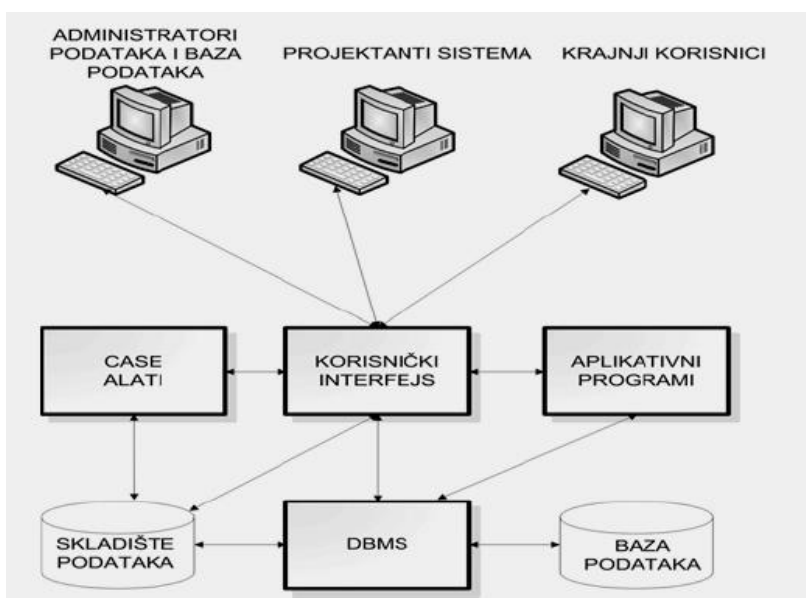 ADMINISTRATORI
PODATAKA I BAZA
PODATAKA
PROJEKTANTI SISTEMA
KRAJNJI KORISNICI
CASE
ALATI
KORISNIČKI
INTERFEJS
APLIKATIVNI
PROGRAMI
SKLADIŠTE
PODATAKA
DBMS
BAZA
PODATAKA